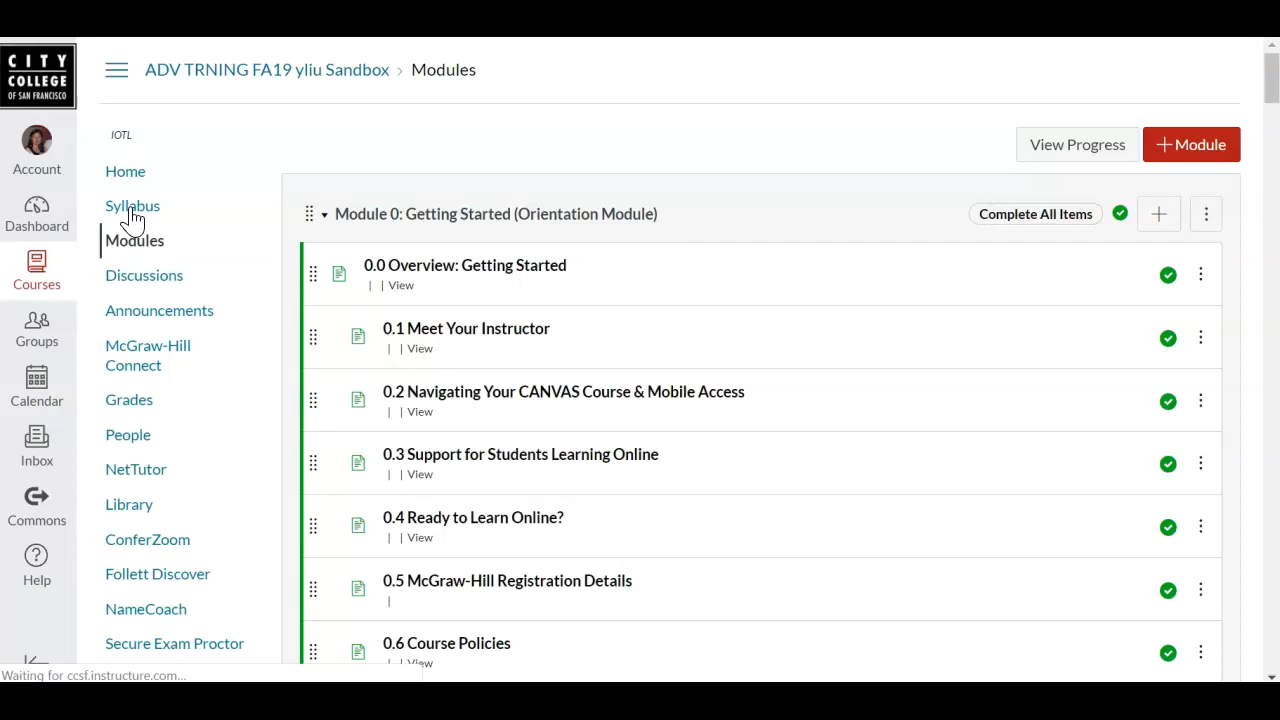 CITY
COLLEGE
OF SAN FRANCISCO
Account
Dashboard
Courses
Groups
Calendar
Inbox
Commons
Help
ADV TRNING FA19 yliu Sandbox › Modules
IOTL
Home
Syllabus
Modules
Discussions
Announcements
McGraw-Hill
Connect
Grades
People
NetTutor
Library
ConferZoom
Follett Discover
NameCoach
Secure Exam Proctor
View Progress
+ Module
Module 0: Getting Started (Orientation Module)
Complete All Items
0.0 Overview: Getting Started
| | View
0.1 Meet Your Instructor
| | View
0.2 Navigating Your CANVAS Course & Mobile Access
| | View
0.3 Support for Students Learning Online
| | View
0.4 Ready to Learn Online?
| | View
0.5 McGraw-Hill Registration Details
|
0.6 Course Policies
| | View
Waiting for ccsf.instructure.com...